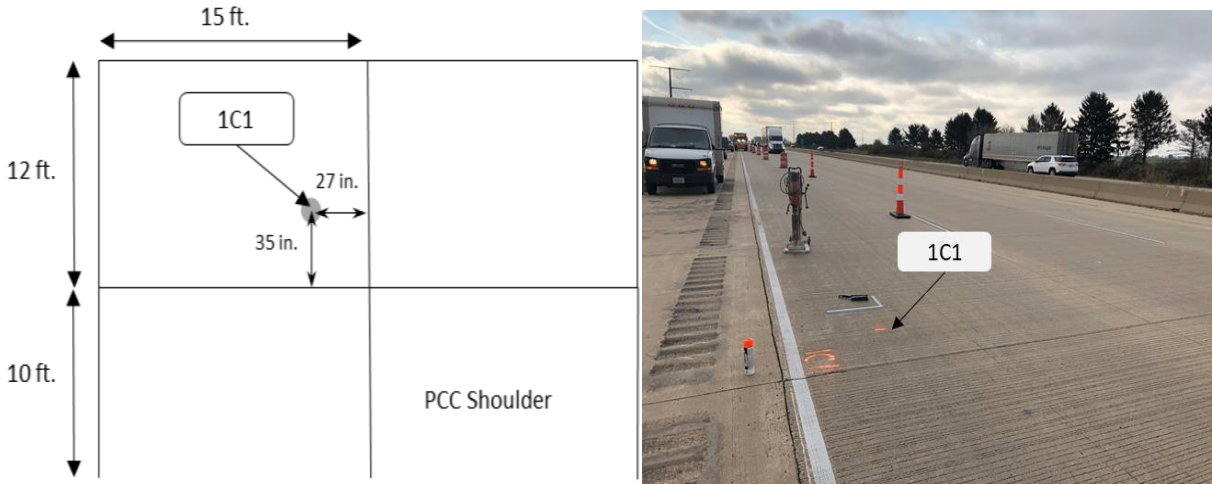 15 ft.
1C1
12 ft.
27 in.
35 in.
10 ft.
PCC Shoulder
1C1